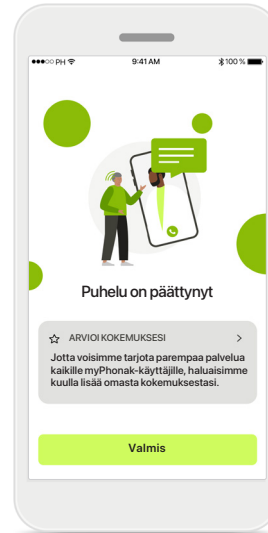 PH 9:41 AM 100 %
Puhelu on päättynyt
ARVIOI KOKEMUKSESI
Jotta voisimme tarjota parempaa palvelua
kaikille myPhonak-käyttäjille, haluaisimme
kuulla lisää omasta kokemuksestasi.
Valmis